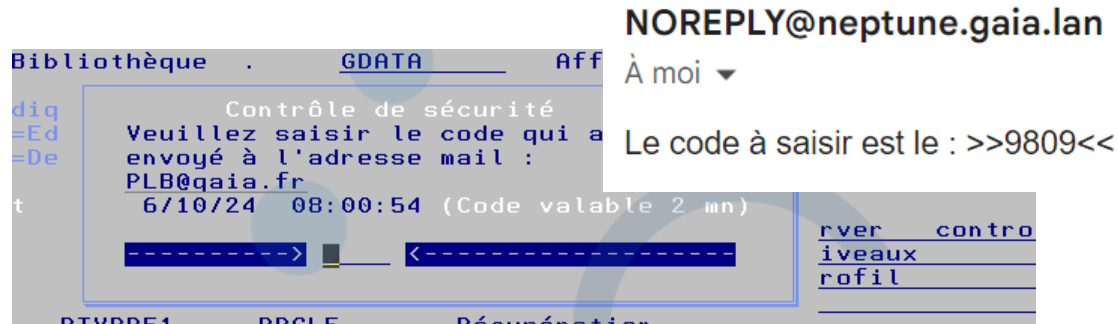 NOREPLY@neptune.gaia.lan
À moi
Le code à saisir est le : >>9809<<
Bibliothèque . GDATA Aff
diq
=Ed
=De
t
Contrôle de sécurité
Veuillez saisir le code qui a
envoyé à l'adresse mail :
PLB@gaia.fr
6/10/24 08:00:54 (Code valable 2 mn)
----------> <-------------------
rver contro
iveaux
rofil